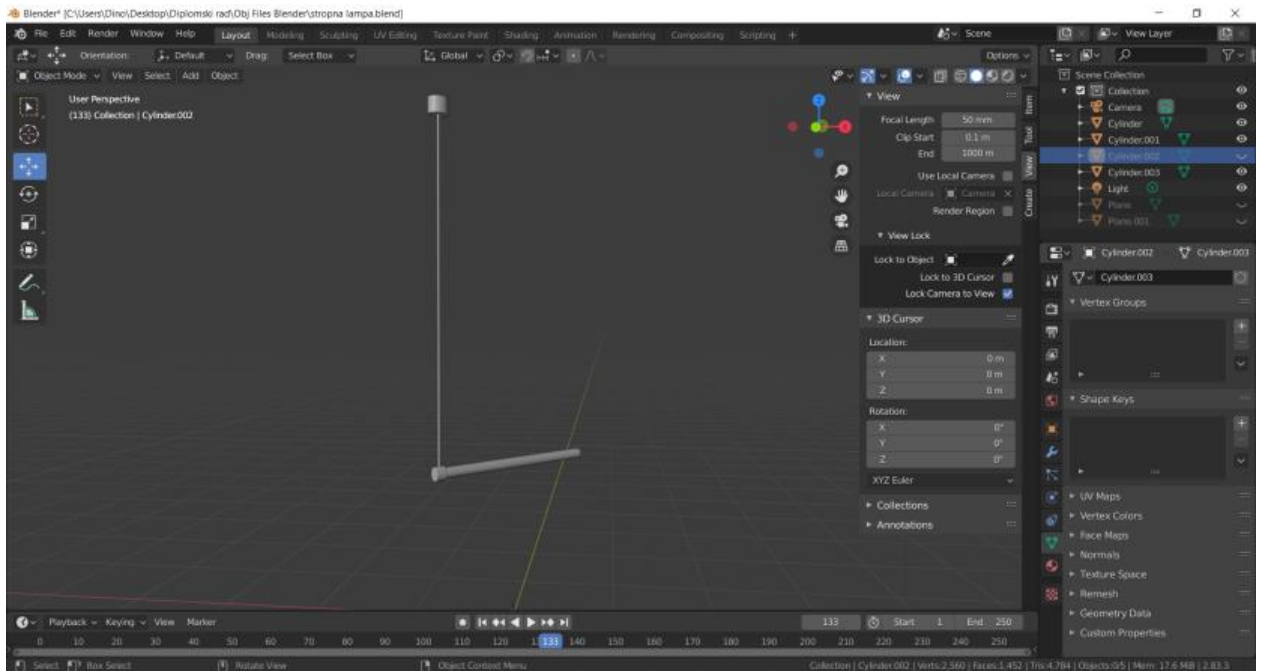 Blender* [C:\Users\Dino\Desktop\Diplomski rad\Obj Files Blender\stropna lampa.blend]
File Edit Render Window Help Layout Modeling Sculpting UV Editing Texture Paint Shading Animation Rendering Compositing Scripting + Scene View Layer
Orientation: Default Drag: Select Box Global Options
Object Mode View Select Add Object
User Perspective
(133) Collection | Cylinder.002
X
Z
View
Focal Length 50 mm
Clip Start 0.1 m
End 1000 m
Use Local Camera
Local Camera Camera
Render Region
View Lock
Lock to Object
Lock to 3D Cursor
Lock Camera to View
3D Cursor
Location:
X 0 m
Y 0 m
Z 0 m
Rotation:
X 0°
Y 0°
Z 0°
XYZ Euler
Collections
Annotations
Item
Tool
View
Create
Scene Collection
Collection
Camera
Cylinder
Cylinder.001
Cylinder.002
Cylinder.003
Light
Plane
Plane.001
Cylinder.002 Cylinder.003
Cylinder.003
Vertex Groups
Shape Keys
UV Maps
Vertex Colors
Face Maps
Normals
Texture Space
Remesh
Geometry Data
Custom Properties
Playback Keying View Marker 133 Start 1 End 250
0 10 20 30 40 50 60 70 80 90 100 110 120 133 140 150 160 170 180 190 200 210 220 230 240 250
Select Box Select Rotate View Object Context Menu Collection | Cylinder.002 | Verts:2,560 | Faces:1,452 | Tris:4,784 | Objects:0/5 | Mem: 17.6 MB | 2.83.3